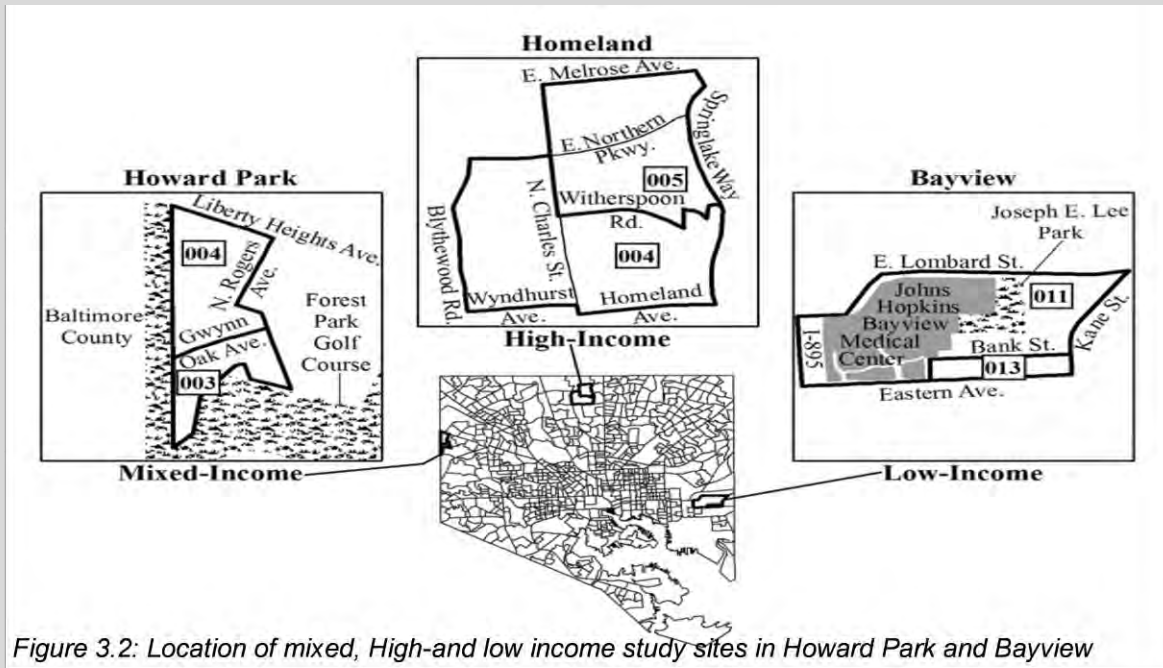 Homeland
E. Melrose Ave.
Springlake Way
E. Northern
Pkwy.
005
Witherspoon
Rd.
N. Charles St.
Blythewood Rd.
004
Wyndhurst
Ave.
Homeland
Ave.
High-Income
Howard Park
Liberty Heights Ave.
004
N. Rogers
Ave.
Baltimore
County
Forest
Park
Golf
Course
Gwynn
Oak Ave.
003
Mixed-Income
Bayview
Joseph E. Lee
Park
E. Lombard St.
Johns
Hopkins
Bayview
Medical
Center
011
Kane St.
I-895
Bank St.
013
Eastern Ave.
Low-Income
Figure 3.2: Location of mixed, High-and low income study sites in Howard Park and Bayview